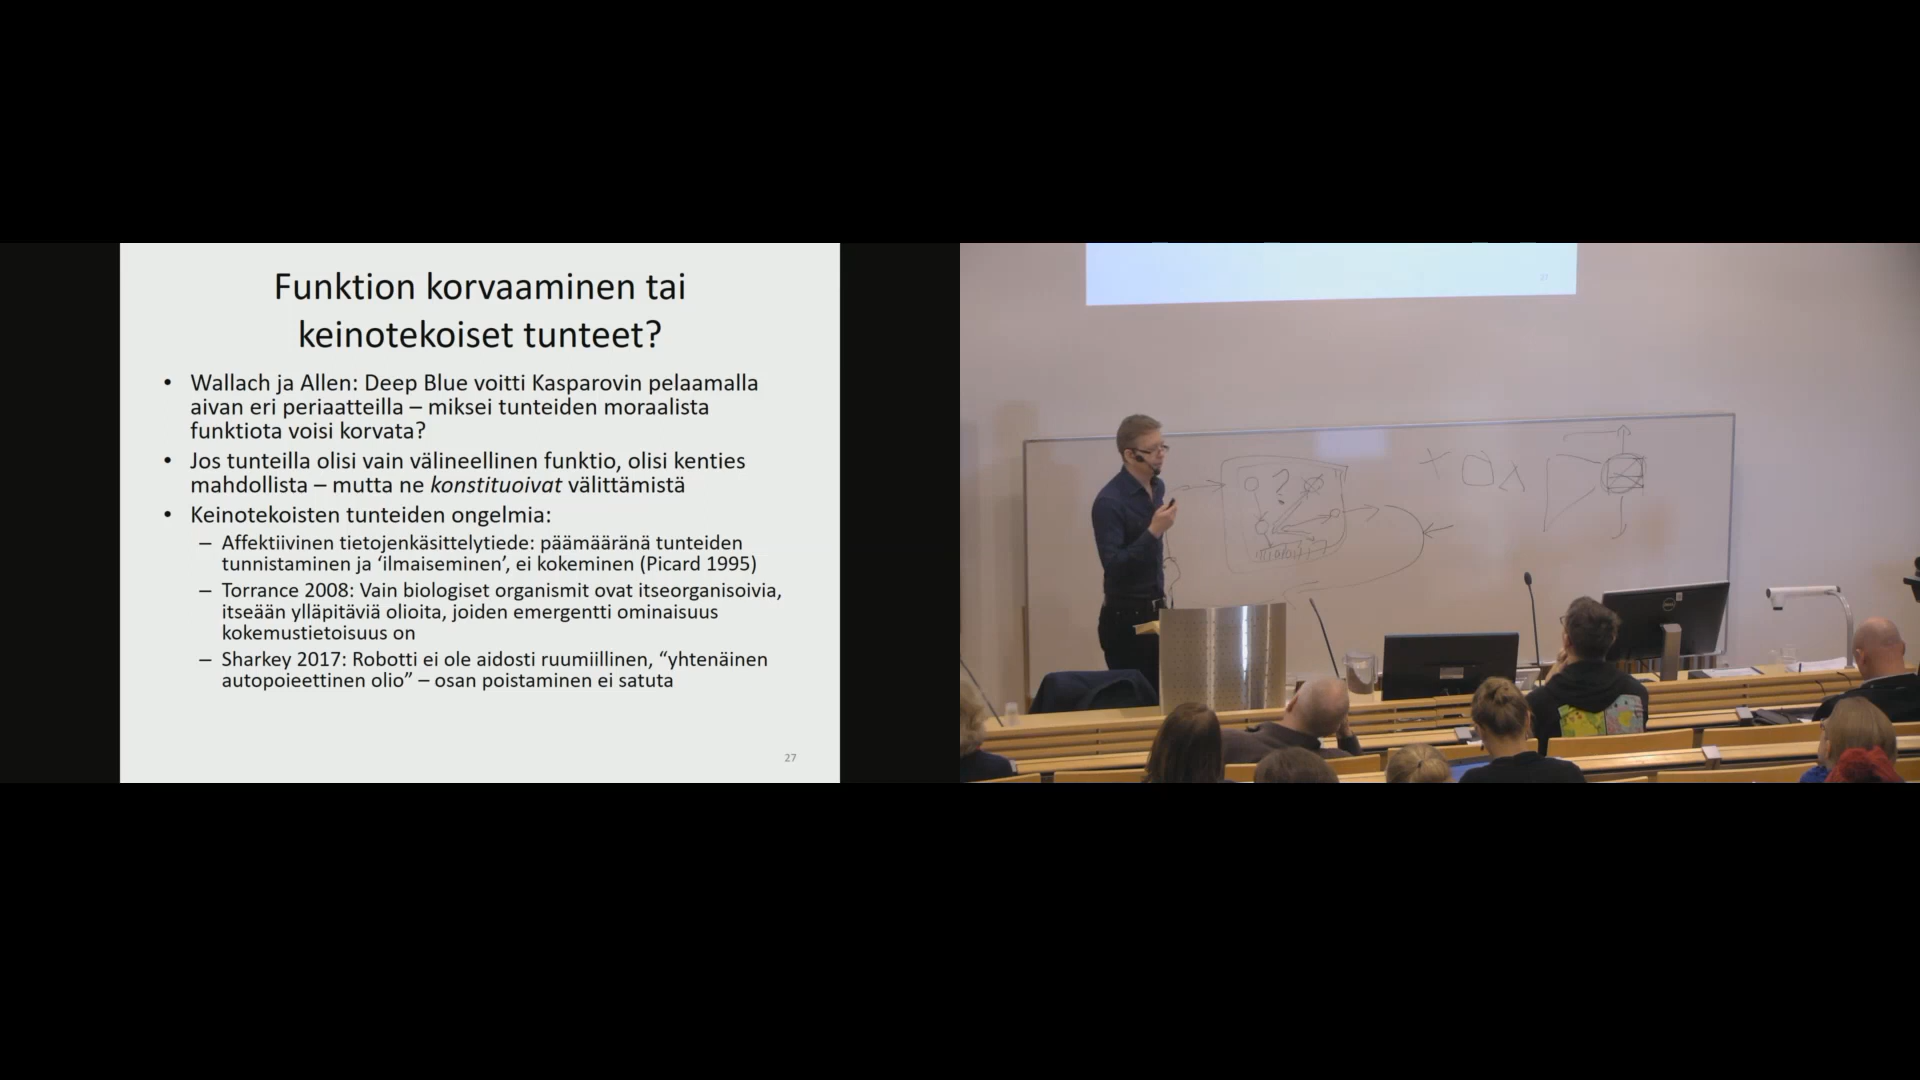 Funktion korvaaminen tai
keinotekoiset tunteet?
• Wallach ja Allen: Deep Blue voitti Kasparovin pelaamalla
aivan eri periaatteilla – miksei tunteiden moraalista
funktiota voisi korvata?
• Jos tunteilla olisi vain välineellinen funktio, olisi kenties
mahdollista – mutta ne konstituoivat välittämistä
• Keinotekoisten tunteiden ongelmia:
– Affektiivinen tietojenkäsittelytiede: päämääränä tunteiden
tunnistaminen ja ‘ilmaiseminen’, ei kokeminen (Picard 1995)
– Torrance 2008: Vain biologiset organismit ovat itseorganisoivia,
itseään ylläpitäviä olioita, joiden emergentti ominaisuus
kokemustietoisuus on
– Sharkey 2017: Robotti ei ole aidosti ruumiillinen, “yhtenäinen
autopoieettinen olio” – osan poistaminen ei satuta
27
?